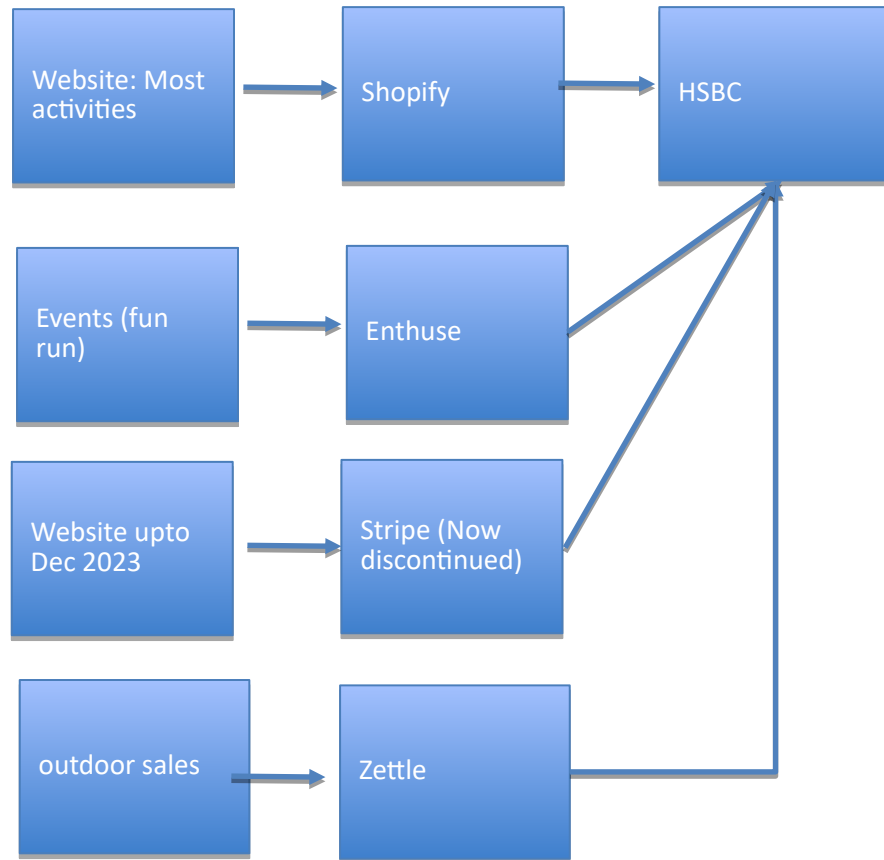 Website: Most
activities
Shopify
HSBC
Events (fun
run)
Enthuse
Website upto
Dec 2023
Stripe (Now
discontinued)
outdoor sales
Zettle